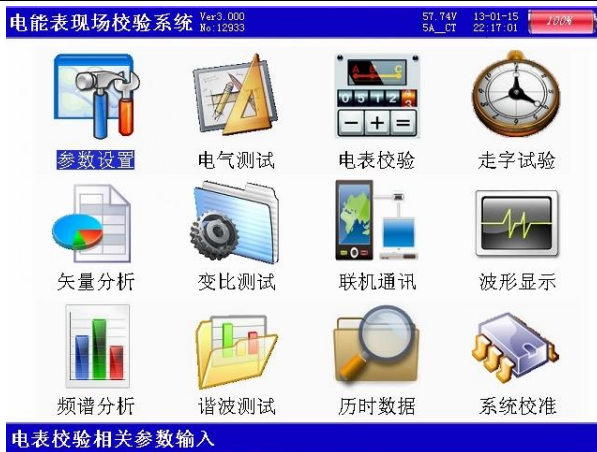 电能表现场校验系统 Ver3.000 57.74V 13-01-15 100%
No:12933 5A__CT 22:17:01
参数设置 电气测试 电表校验 走字试验
矢量分析 变比测试 联机通讯 波形显示
频谱分析 谐波测试 历时数据 系统校准
电表校验相关参数输入